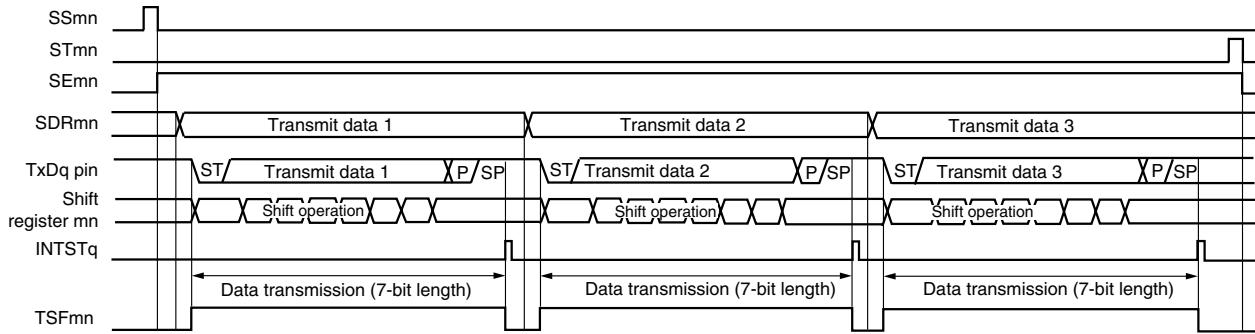 SSmn
STmn
SEmn
SDRmn Transmit data 1 Transmit data 2 Transmit data 3
TxDq pin ST Transmit data 1 P SP ST Transmit data 2 P SP ST Transmit data 3 P SP
Shift
register mn Shift operation Shift operation Shift operation
INTSTq
Data transmission (7-bit length) Data transmission (7-bit length) Data transmission (7-bit length)
TSFmn